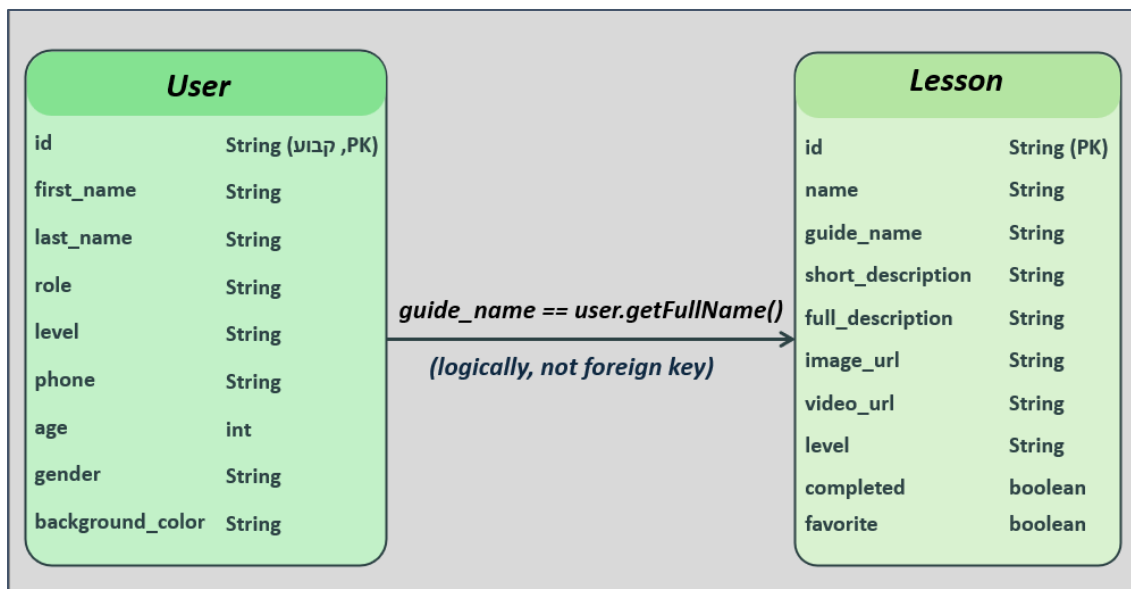 User
id String (קבוע, PK)
first_name String
last_name String
role String
level String
phone String
age int
gender String
background_color String
guide_name == user.getFullName()
(logically, not foreign key)
Lesson
id String (PK)
name String
guide_name String
short_description String
full_description String
image_url String
video_url String
level String
completed boolean
favorite boolean